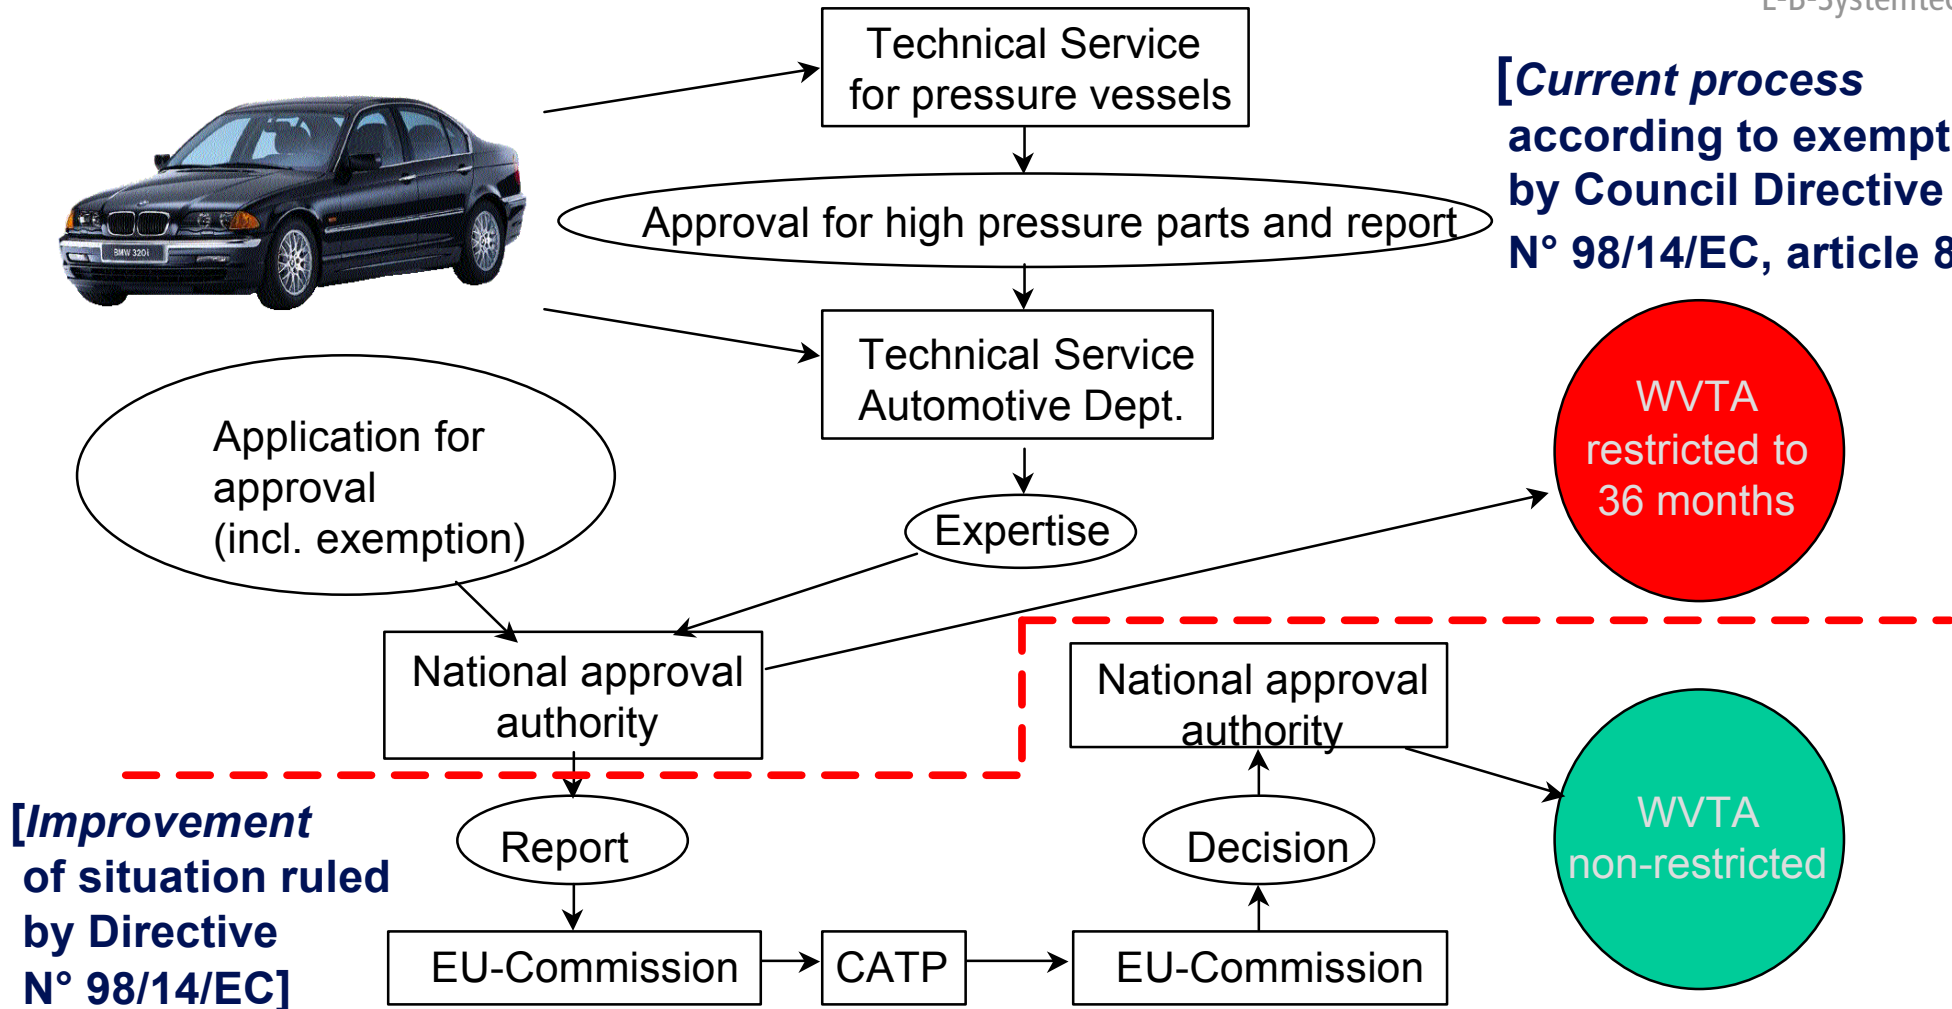 Technical Service
for pressure vessels
[Current process
according to exempt
by Council Directive
N° 98/14/EC, article 8
BMW 320i
Approval for high pressure parts and report
Technical Service
Automotive Dept.
Application for
approval
(incl. exemption)
Expertise
WVTA
restricted to
36 months
National approval
authority
National approval
authority
[Improvement
of situation ruled
by Directive
N° 98/14/EC]
Report
Decision
WVTA
non-restricted
EU-Commission
CATP
EU-Commission